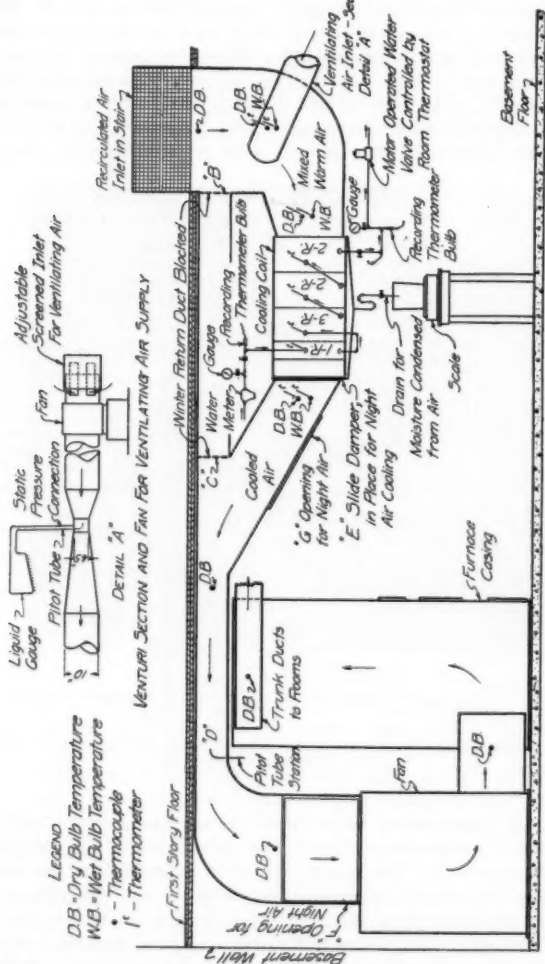 LEGEND
D.B = Dry Bulb Temperature
W.B. = Wet Bulb Temperature
• - Thermocouple
- Thermometer
Liquid
Gauge
Pitot Tube
Static
Pressure
Connection
Fan
Adjustable
Screened Inlet
For Ventilating Air
10"
DETAIL "A"
VENTURI SECTION AND FAN FOR VENTILATING AIR SUPPLY
Recirculated Air
Inlet in Stair
First Story Floor
Winter Return Duct Blocked
"B"
D.B.
D.B.
W.B.
Ventilating
Air Inlet - See
Detail "A"
Mixed
Warm Air
D.B.
W.B.
Gauge
Motor Operated Water
Valve Controlled by
Room Thermostat
Recording
Thermometer
Bulb
"C"
Water
Meter
Gauge
Recording
Thermometer Bulb
Cooling Coil
1-R
3-R
2-R
2-R
Drain for
Moisture Condensed
from Air
Scale
D.B.
W.B.
Cooled
Air
"G" Opening
for Night Air
"E" Slide Damper,
in Place for Night
Air Cooling
D.B.
"D"
Pitot
Tube
Station
D.B.
Trunk Ducts
to Rooms
Furnace
Casing
D.B.
Fan
D.B.
"F" Opening for
Night Air
Basement Wall
Basement
Floor